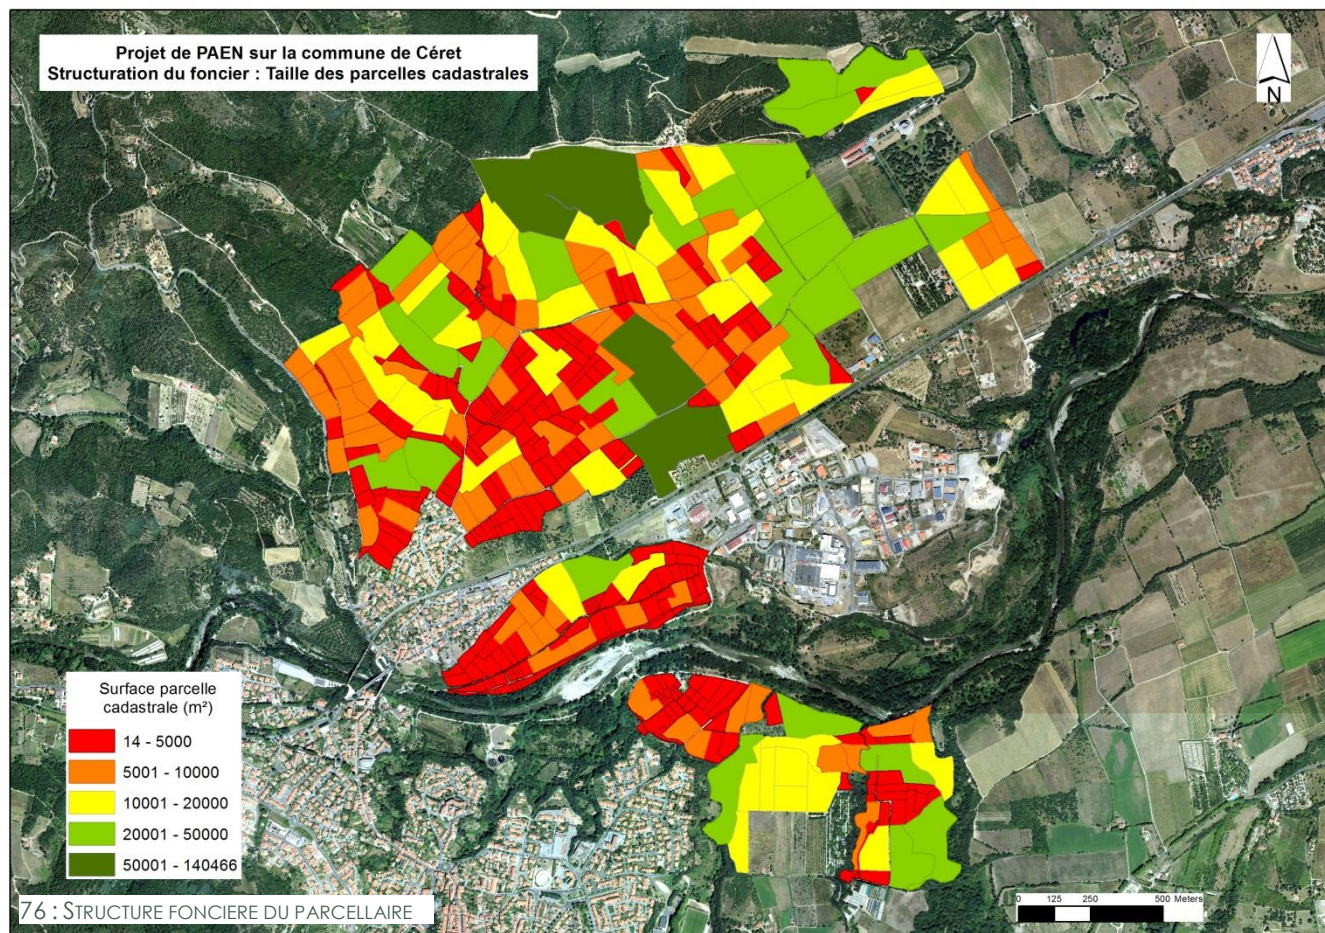 Projet de PAEN sur la commune de Céret
Structuration du foncier : Taille des parcelles cadastrales
N
Surface parcelle
cadastrale (m²)
14 - 5000
5001 - 10000
10001 - 20000
20001 - 50000
50001 - 140466
76 : STRUCTURE FONCIERE DU PARCELLAIRE
0 125 250 500 Meters